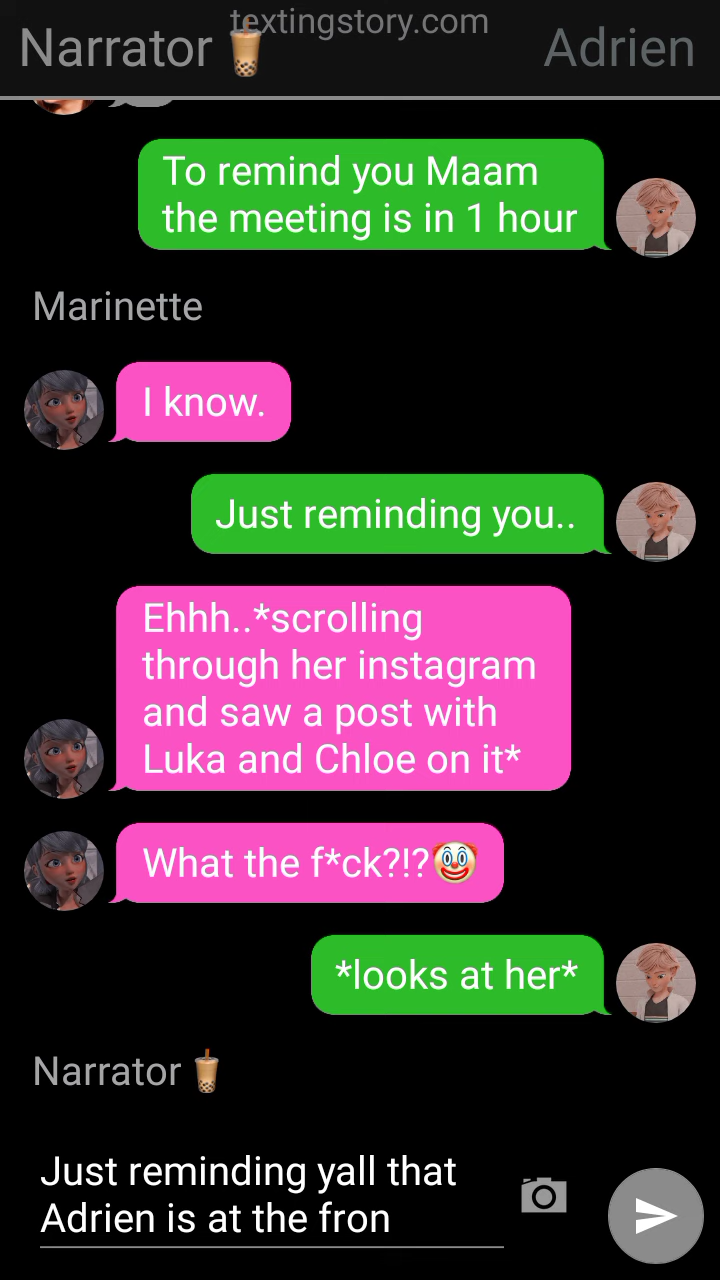 textingstory.com
Narrator 🧋
Adrien
To remind you Maam
the meeting is in 1 hour
Marinette
I know.
Just reminding you..
Ehhh..*scrolling
through her instagram
and saw a post with
Luka and Chloe on it*
What the f*ck?!?🤡
*looks at her*
Narrator 🧋
Just reminding yall that
Adrien is at the fron